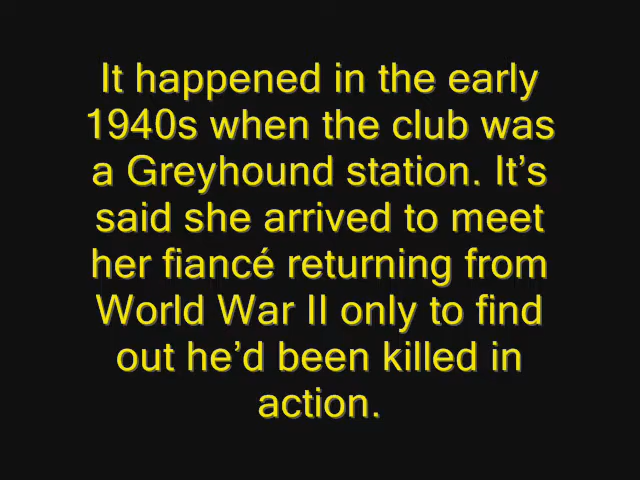 It happened in the early
1940s when the club was
a Greyhound station. It’s
said she arrived to meet
her fiancé returning from
World War II only to find
out he’d been killed in
action.